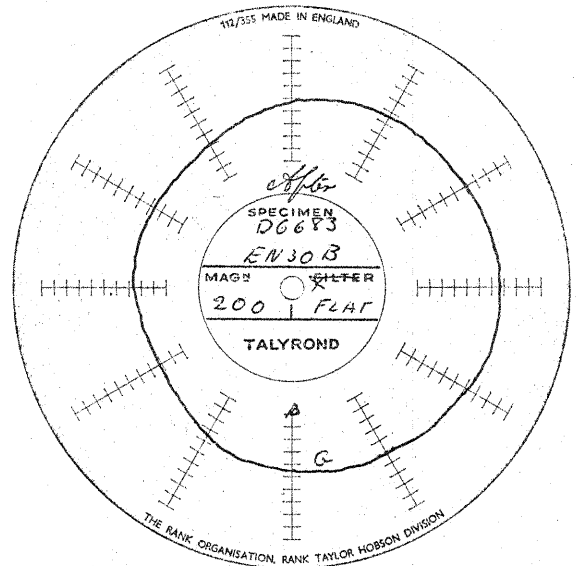 112/355 MADE IN ENGLAND
After
SPECIMEN
D6683
EN30B
MAGN FILTER
200 FLAT
TALYROND
G
THE RANK ORGANISATION, RANK TAYLOR HOBSON DIVISION